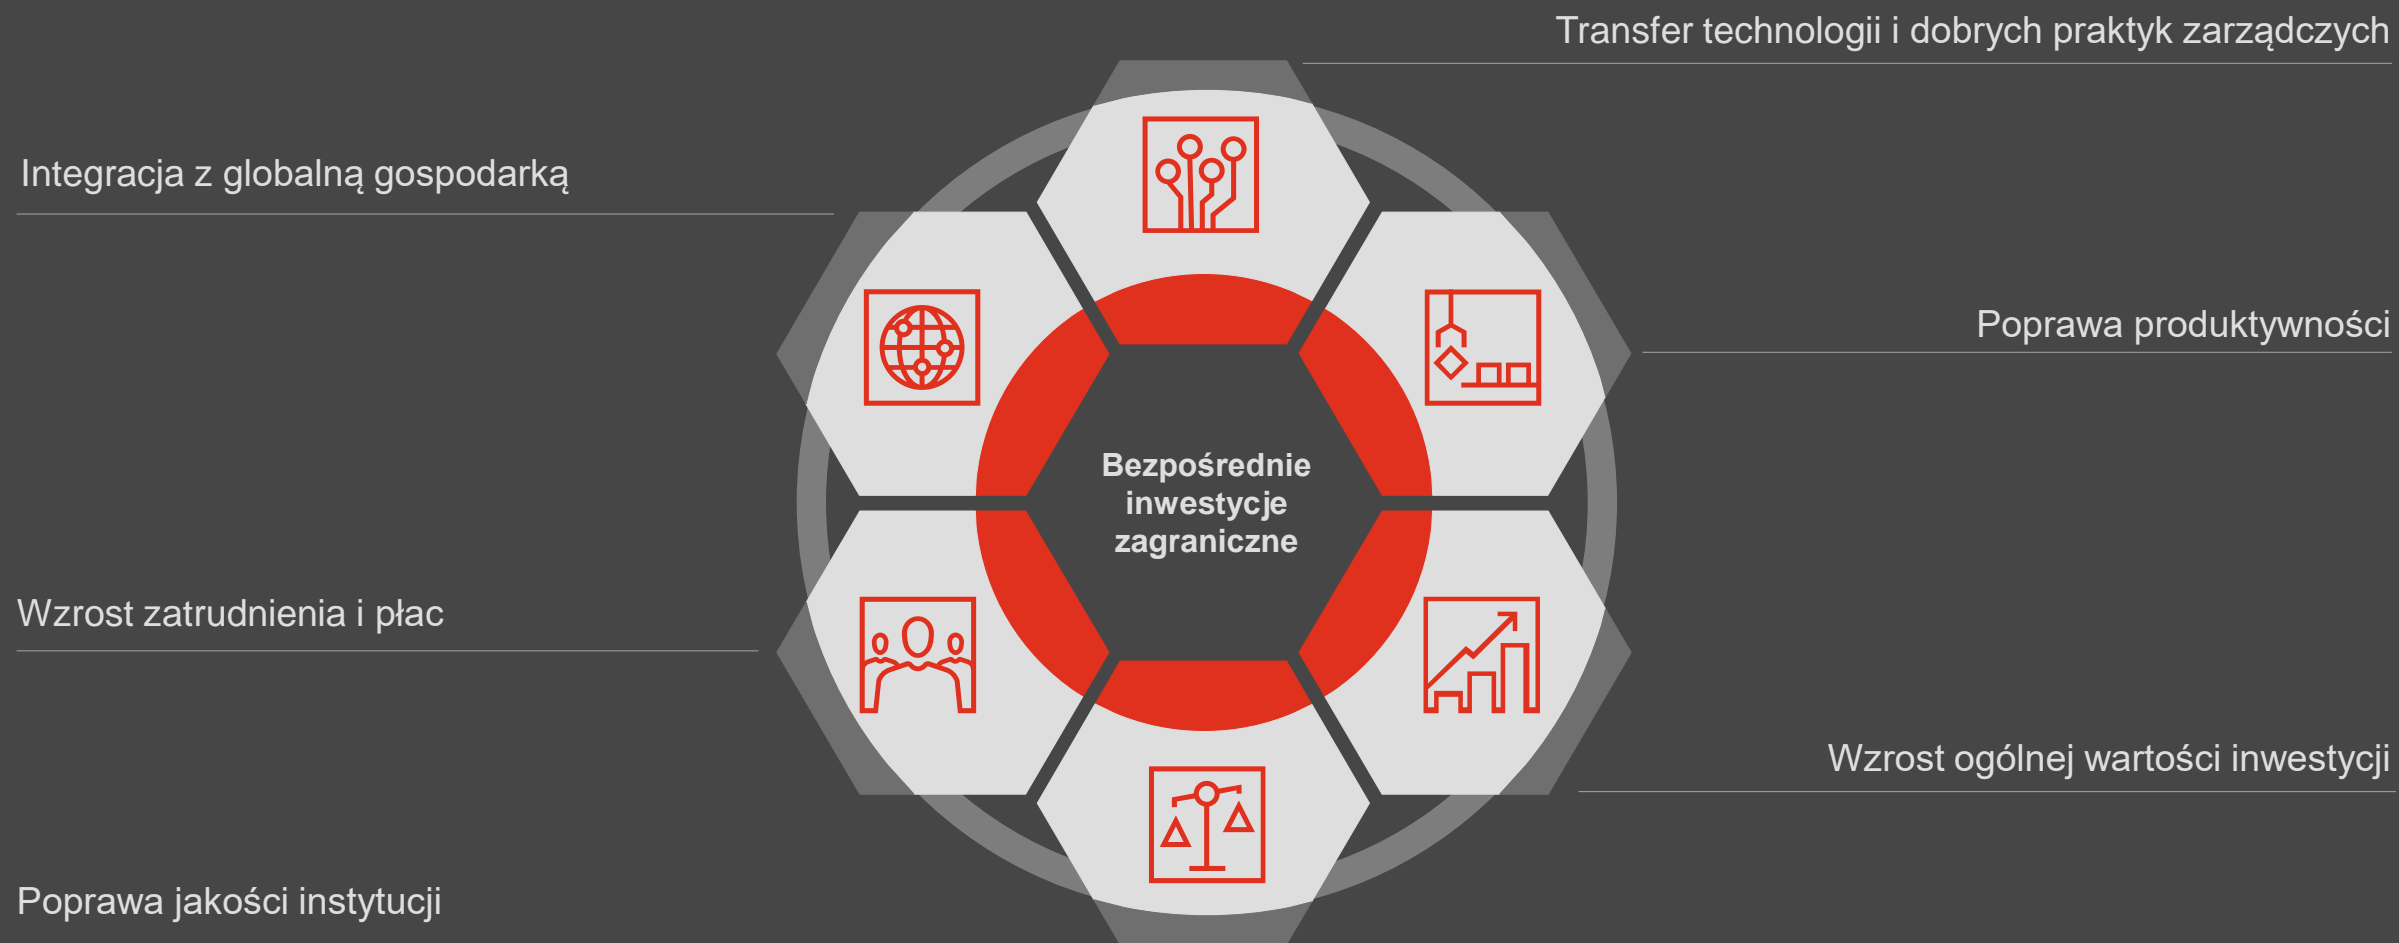 Transfer technologii i dobrych praktyk zarządczych
Integracja z globalną gospodarką
Poprawa produktywności
Bezpośrednie
inwestycje
zagraniczne
Wzrost zatrudnienia i płac
Wzrost ogólnej wartości inwestycji
Poprawa jakości instytucji